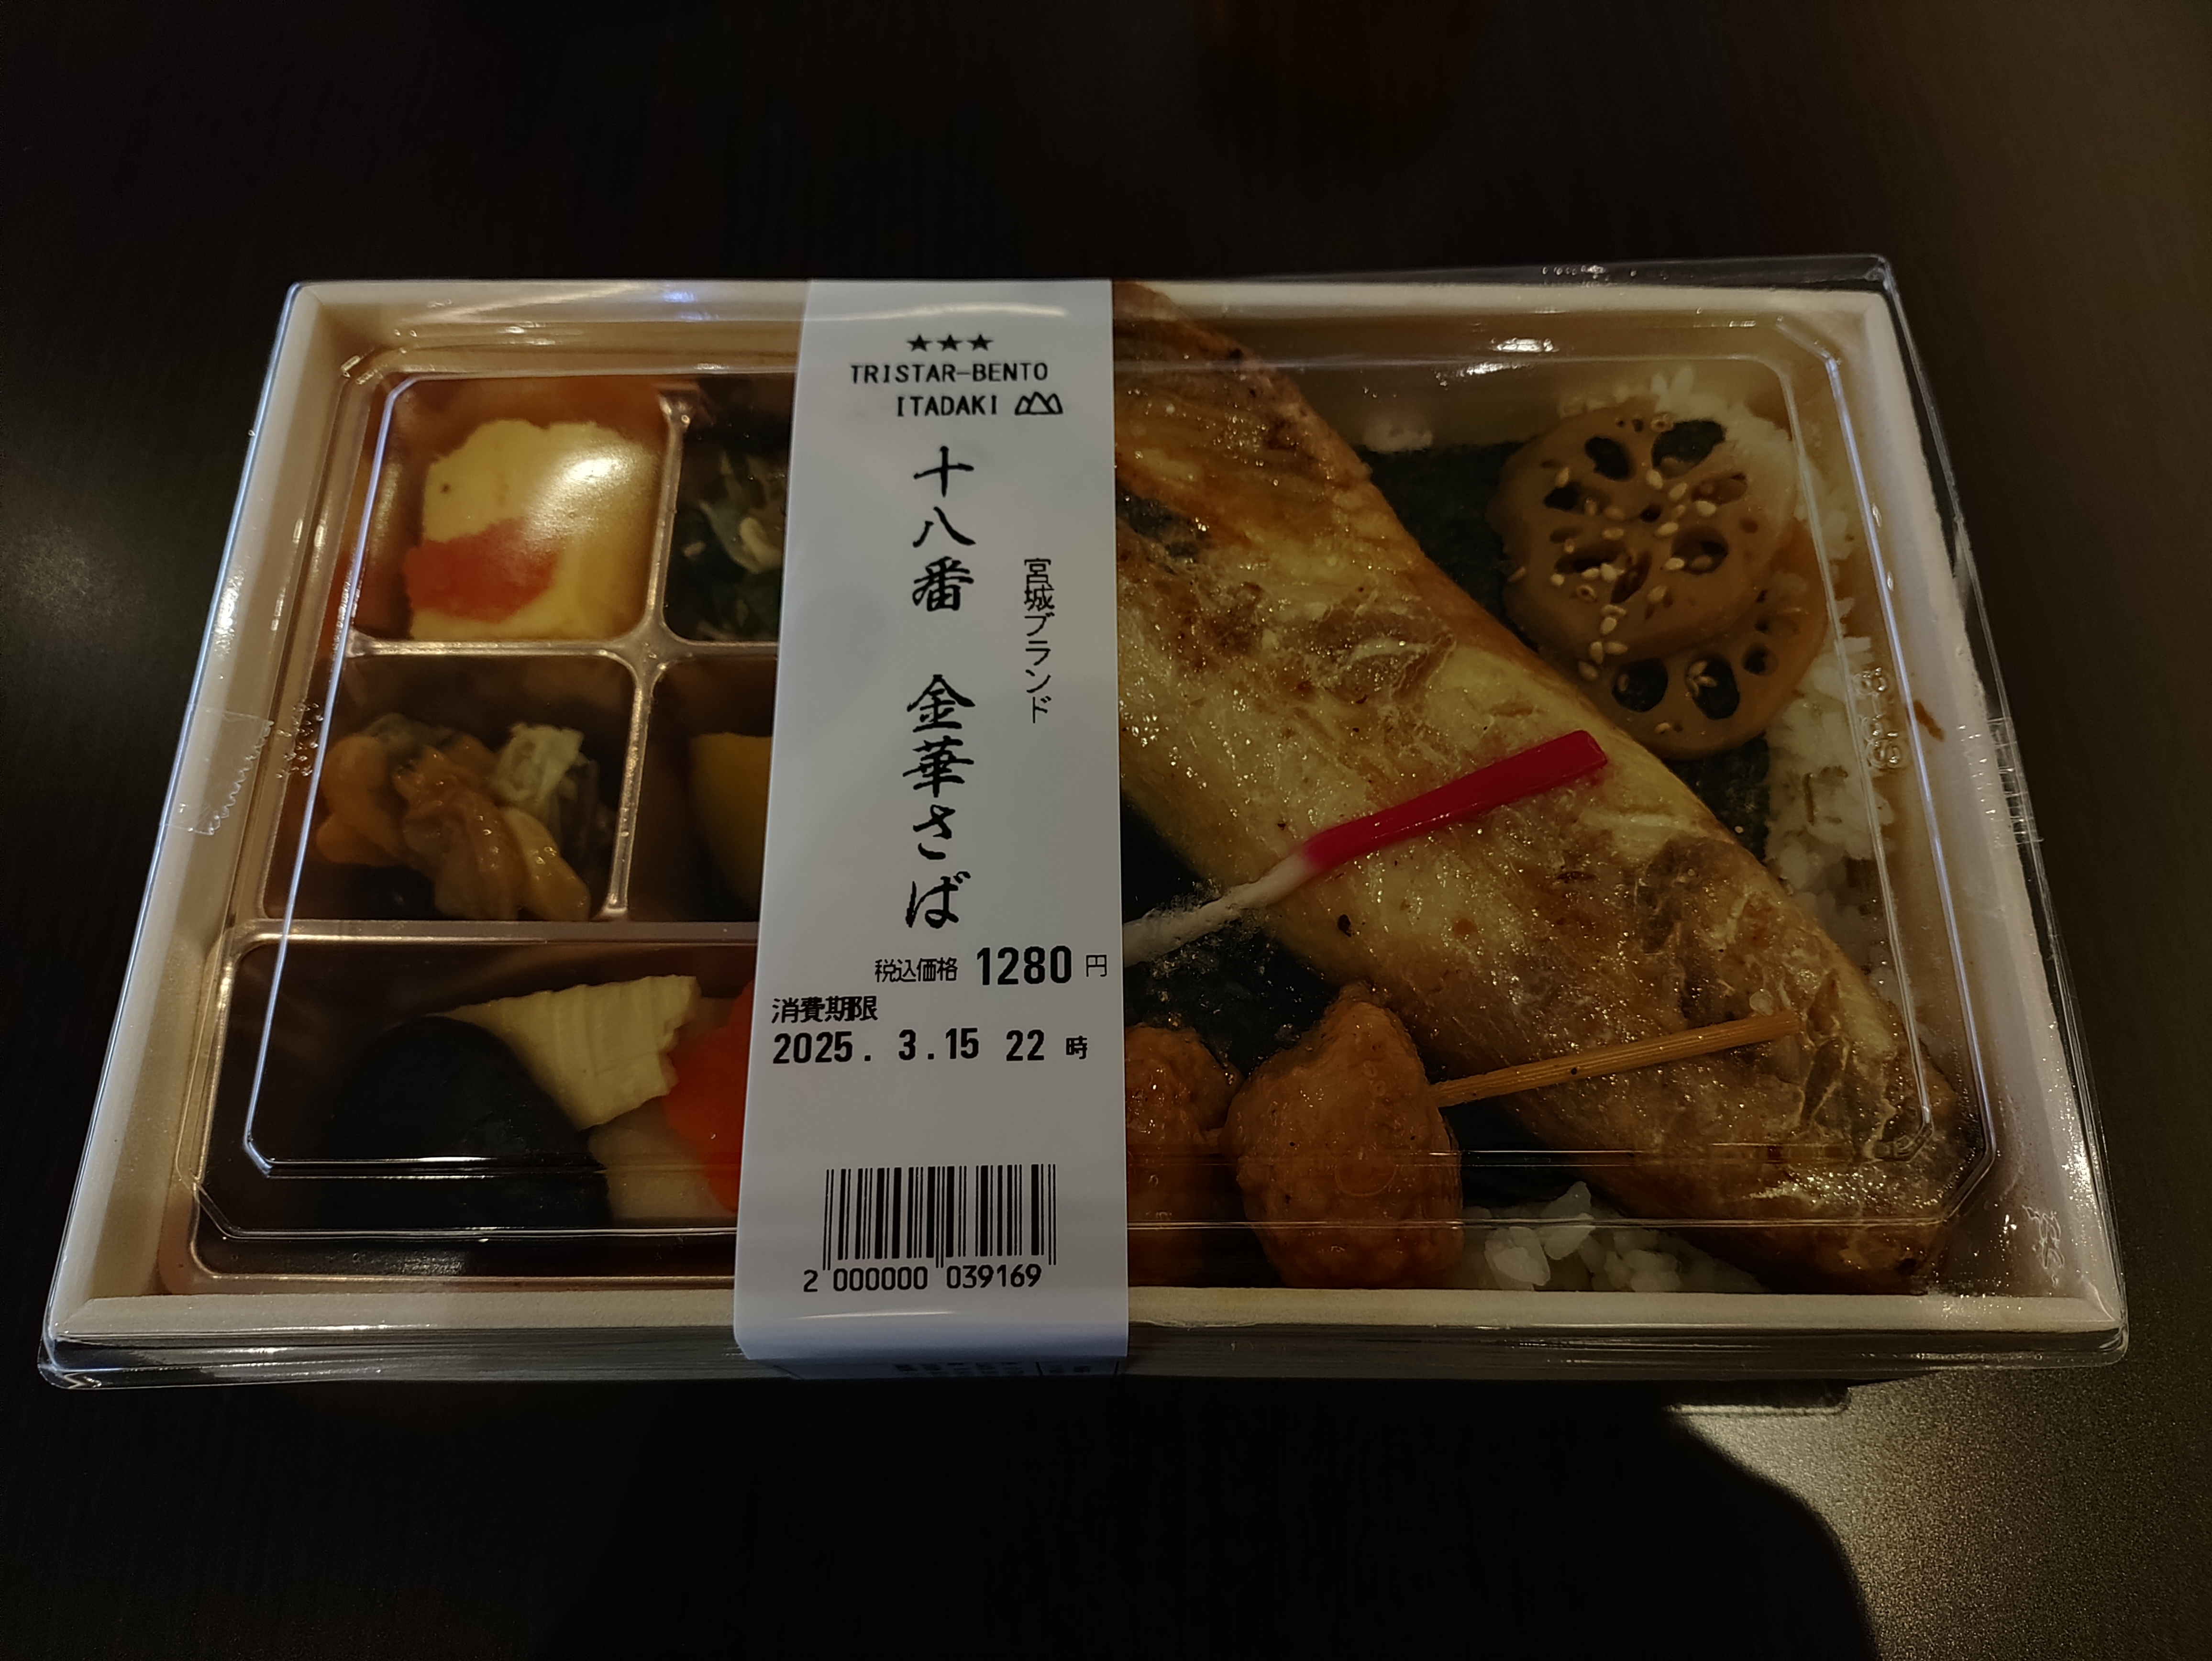 ★★★
TRISTAR-BENTO
ITADAKI
宮城ブランド
十八番 金華さば
税込価格 1280 円
消費期限
2025. 3.15 22 時
2 000000 039169